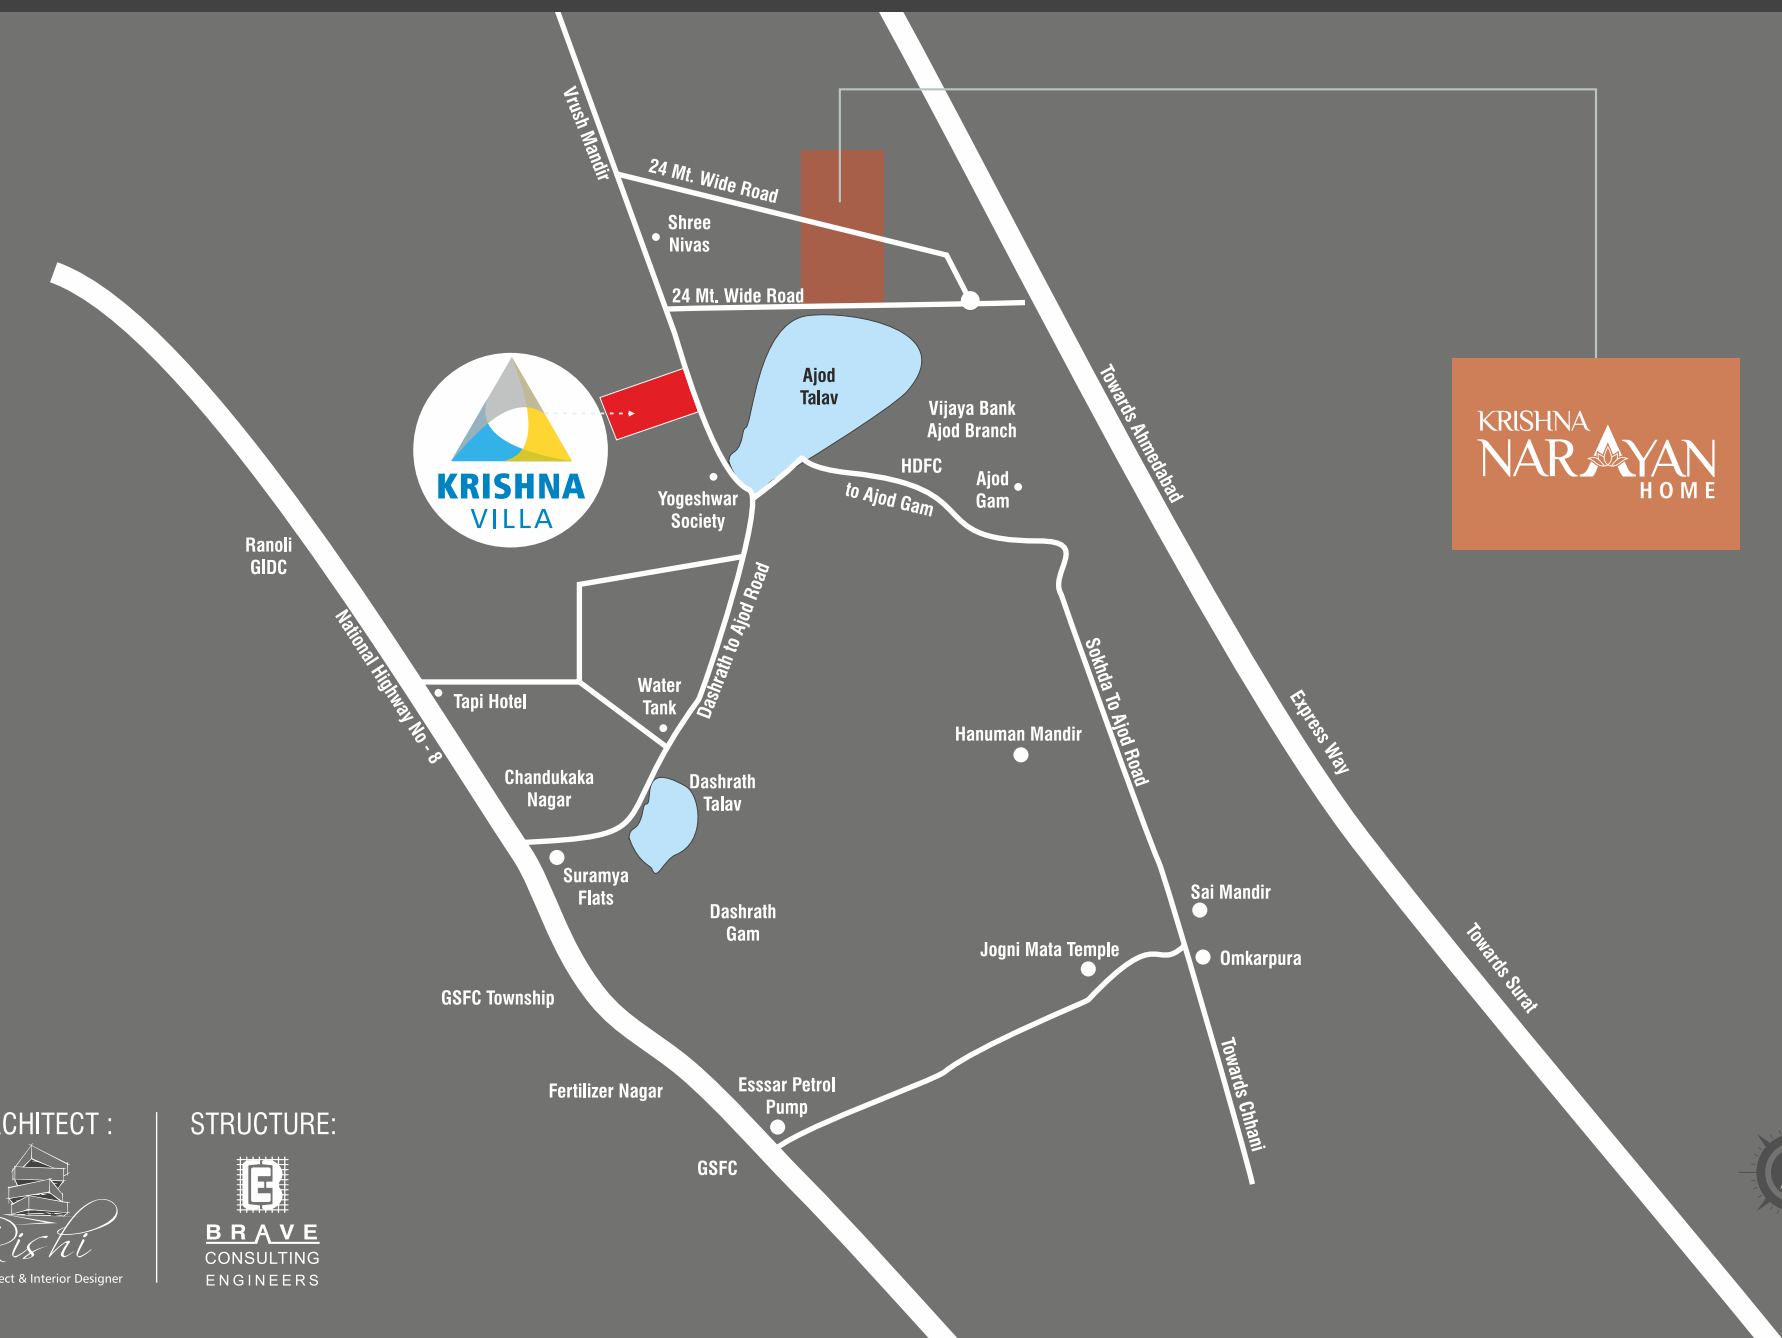 Vrush Mandir
24 Mt. Wide Road
Shree
Nivas
24 Mt. Wide Road
Ajod
Talav
Towards Ahmedabad
Vijaya Bank
Ajod Branch
HDFC
to Ajod Gam
Ajod
Gam
KRISHNA
VILLA
KRISHNA
NARAYAN
HOME
Yogeshwar
Society
Ranoli
GIDC
National Highway No - 8
Dashrath to Ajod Road
Tapi Hotel
Water
Tank
Sokhda To Ajod Road
Express Way
Hanuman Mandir
Chandukaka
Nagar
Dashrath
Talav
Suramya
Flats
Dashrath
Gam
Sai Mandir
Jogni Mata Temple
Omkarpura
Towards Surat
GSFC Township
Fertilizer Nagar
Esssar Petrol
Pump
GSFC
Towards Chhani
CHITECT :
Rishi
ect & Interior Designer
STRUCTURE:
BRAVE
CONSULTING
ENGINEERS